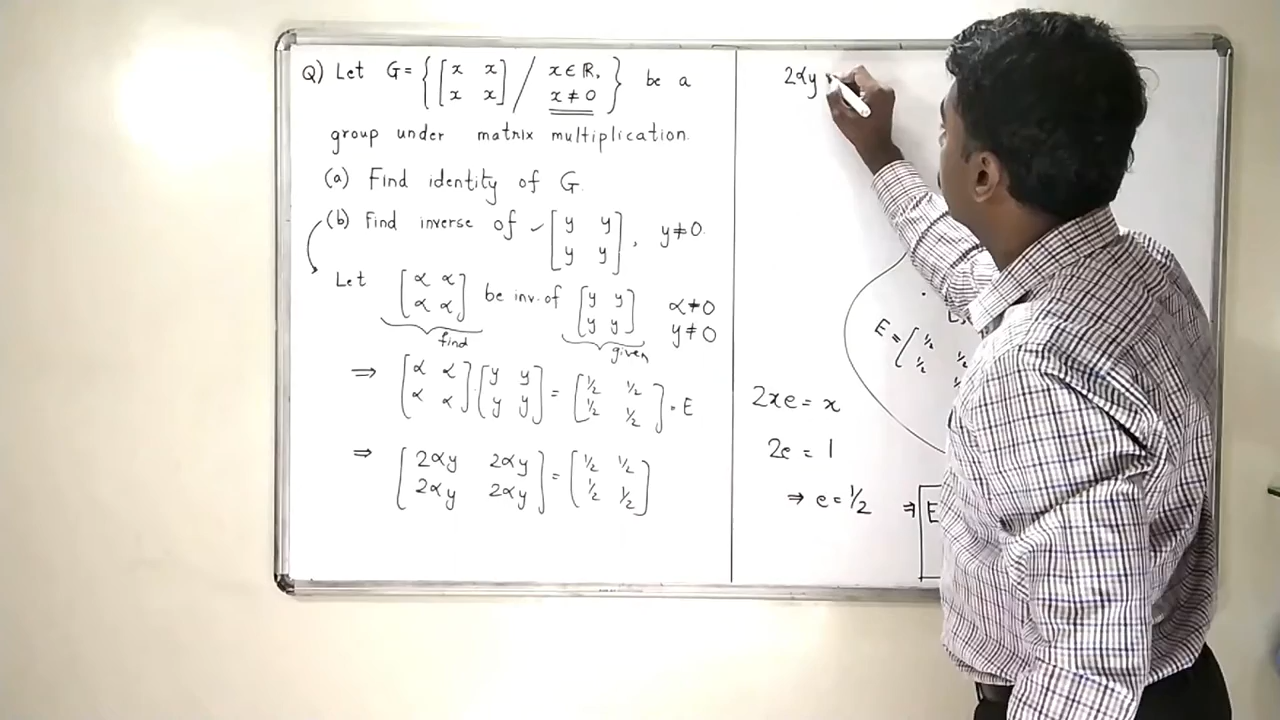 Q) Let G = { [ x x / x x ] / x ∈ R, x ≠ 0 } be a
group under matrix multiplication.
(a) Find identity of G.
(b) Find inverse of [ y y / y y ], y ≠ 0.
Let [ α α / α α ] be inv. of [ y y / y y ] α ≠ 0 y ≠ 0
find given
⇒ [ α α / α α ] . [ y y / y y ] = [ 1/2 1/2 / 1/2 1/2 ] = E
⇒ [ 2αy 2αy / 2αy 2αy ] = [ 1/2 1/2 / 1/2 1/2 ]
2αy
E = [ 1/2 1/2 / 1/2
2xe = x
2e = 1
⇒ e = 1/2 ⇒ E